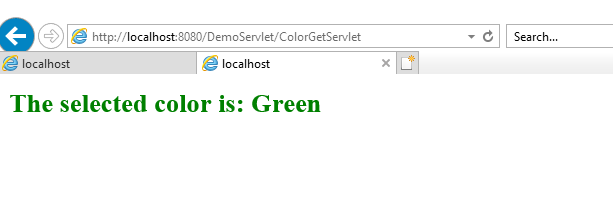 http://localhost:8080/DemoServlet/ColorGetServlet
Search...
localhost
localhost
The selected color is: Green